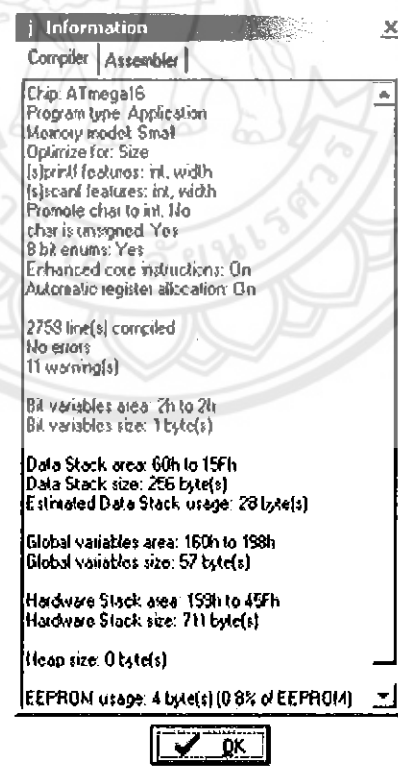 Information
Compiler Assembler
Chip: ATmega16
Program type: Application
Memory model: Small
Optimize for: Size
(s)printf features: int, width
(s)scanf features: int, width
Promote char to int: No
char is unsigned: Yes
8 bit enums: Yes
Enhanced core instructions: On
Automatic register allocation: On
2758 line(s) compiled
No errors
11 warning(s)
Bit variables area: 2h to 2h
Bit variables size: 1 byte(s)
Data Stack area: 60h to 15Fh
Data Stack size: 256 byte(s)
Estimated Data Stack usage: 28 byte(s)
Global variables area: 160h to 198h
Global variables size: 57 byte(s)
Hardware Stack area: 199h to 45Fh
Hardware Stack size: 711 byte(s)
Heap size: 0 byte(s)
EEPROM usage: 4 byte(s) (0.8% of EEPROM)
OK